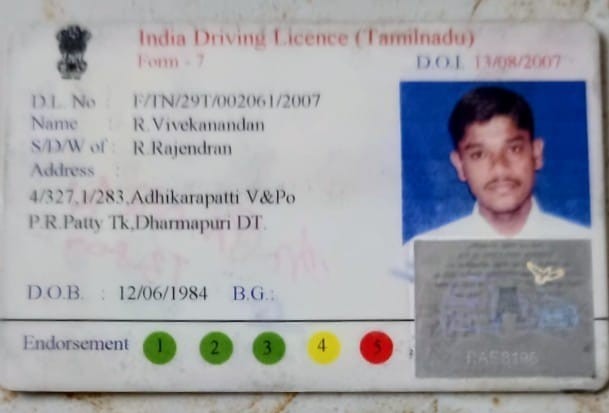 India Driving Licence (Tamilnadu)
Form - 7
D.O.I. 13/08/2007
D.L. No : F/TN/29T/002061/2007
Name : R.Vivekanandan
S/D/W of : R.Rajendran
Address :
4/327,1/283,Adhikarapatti V&Po
P.R.Patty Tk,Dharmapuri DT.
D.O.B. : 12/06/1984 B.G.:
Endorsement 1 2 3 4 5